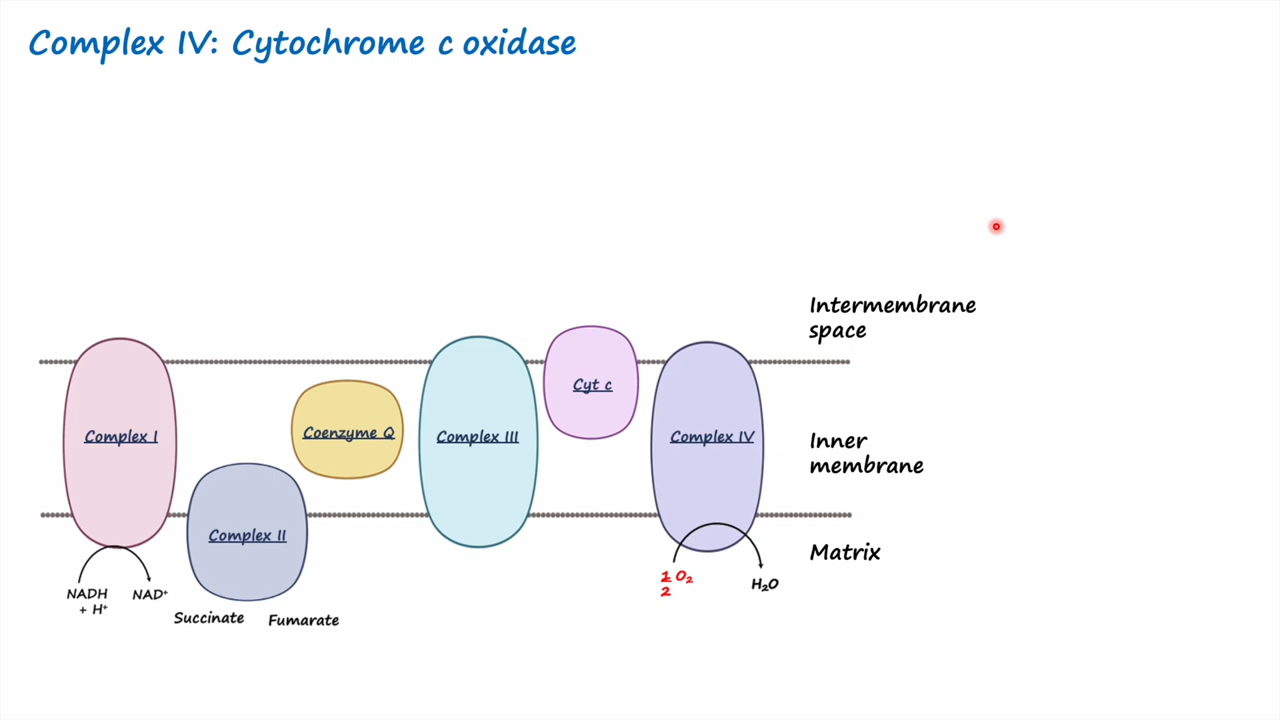 Complex IV: Cytochrome c oxidase
Intermembrane
space
Cyt c
Complex I
Coenzyme Q
Complex III
Complex IV
Inner
membrane
Complex II
Matrix
NADH
+ H⁺
NAD⁺
1/2 O₂
H₂O
Succinate
Fumarate